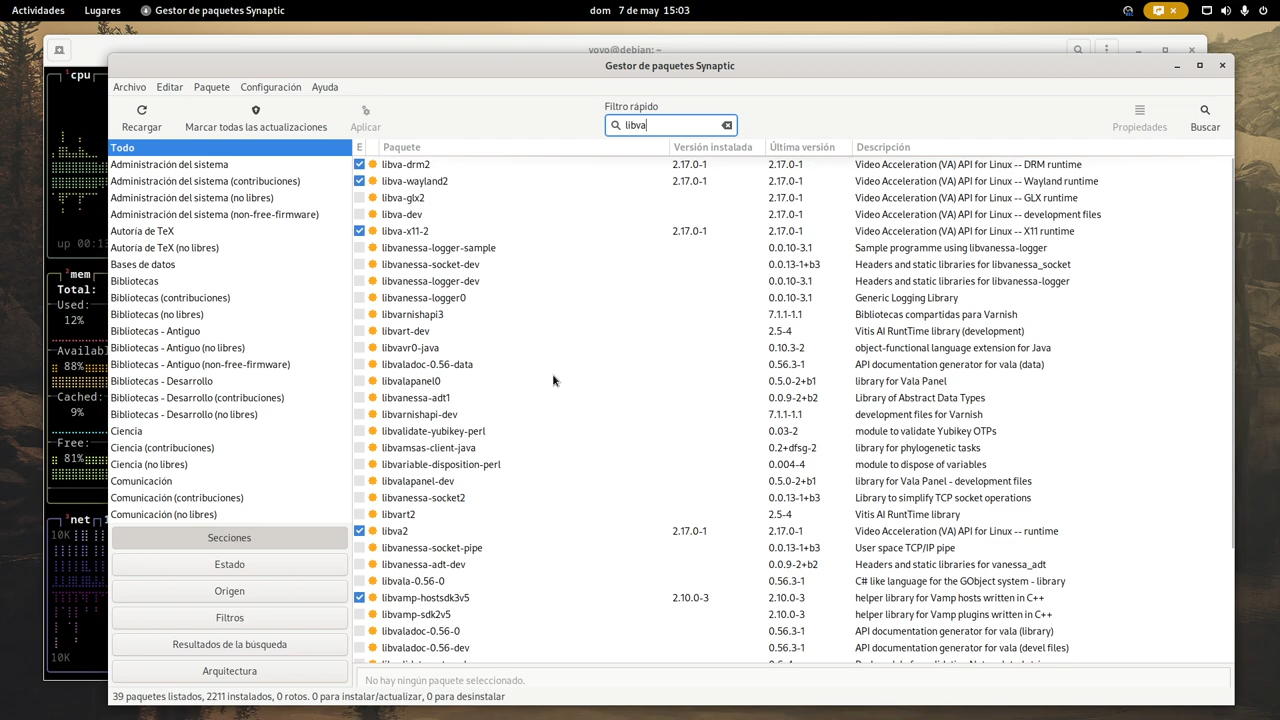 Actividades Lugares Gestor de paquetes Synaptic dom 7 de may 15:03
yoyo@debian: ~
Gestor de paquetes Synaptic
Archivo Editar Paquete Configuración Ayuda
Filtro rápido
Recargar Marcar todas las actualizaciones Aplicar libva Propiedades Buscar
Todo
Administración del sistema
Administración del sistema (contribuciones)
Administración del sistema (no libres)
Administración del sistema (non-free-firmware)
Autoría de TeX
Autoría de TeX (no libres)
Bases de datos
Bibliotecas
Bibliotecas (contribuciones)
Bibliotecas (no libres)
Bibliotecas - Antiguo
Bibliotecas - Antiguo (no libres)
Bibliotecas - Antiguo (non-free-firmware)
Bibliotecas - Desarrollo
Bibliotecas - Desarrollo (contribuciones)
Bibliotecas - Desarrollo (no libres)
Ciencia
Ciencia (contribuciones)
Ciencia (no libres)
Comunicación
Comunicación (contribuciones)
Comunicación (no libres)
Secciones
Estado
Origen
Filtros
Resultados de la búsqueda
Arquitectura
E Paquete Versión instalada Última versión Descripción
libva-drm2 2.17.0-1 2.17.0-1 Video Acceleration (VA) API for Linux -- DRM runtime
libva-wayland2 2.17.0-1 2.17.0-1 Video Acceleration (VA) API for Linux -- Wayland runtime
libva-glx2 2.17.0-1 Video Acceleration (VA) API for Linux -- GLX runtime
libva-dev 2.17.0-1 Video Acceleration (VA) API for Linux -- development files
libva-x11-2 2.17.0-1 2.17.0-1 Video Acceleration (VA) API for Linux -- X11 runtime
libvanessa-logger-sample 0.0.10-3.1 Sample programme using libvanessa-logger
libvanessa-socket-dev 0.0.13-1+b3 Headers and static libraries for libvanessa_socket
libvanessa-logger-dev 0.0.10-3.1 Headers and static libraries for libvanessa-logger
libvanessa-logger0 0.0.10-3.1 Generic Logging Library
libvarnishapi3 7.1.1-1.1 Bibliotecas compartidas para Varnish
libvart-dev 2.5-4 Vitis AI RunTime library (development)
libvavr0-java 0.10.3-2 object-functional language extension for Java
libvaladoc-0.56-data 0.56.3-1 API documentation generator for vala (data)
libvalapanel0 0.5.0-2+b1 library for Vala Panel
libvanessa-adt1 0.0.9-2+b2 Library of Abstract Data Types
libvarnishapi-dev 7.1.1-1.1 development files for Varnish
libvalidate-yubikey-perl 0.03-2 module to validate Yubikey OTPs
libvamsas-client-java 0.2+dfsg-2 library for phylogenetic tasks
libvariable-disposition-perl 0.004-4 module to dispose of variables
libvalapanel-dev 0.5.0-2+b1 library for Vala Panel - development files
libvanessa-socket2 0.0.13-1+b3 Library to simplify TCP socket operations
libvart2 2.5-4 Vitis AI RunTime library
libva2 2.17.0-1 2.17.0-1 Video Acceleration (VA) API for Linux -- runtime
libvanessa-socket-pipe 0.0.13-1+b3 User space TCP/IP pipe
libvanessa-adt-dev 0.0.9-2+b2 Headers and static libraries for vanessa_adt
libvala-0.56-0 0.56.3-1 C# like language for the GObject system - library
libvamp-hostsdk3v5 2.10.0-3 2.10.0-3 helper library for Vamp hosts written in C++
libvamp-sdk2v5 2.10.0-3 helper library for Vamp plugins written in C++
libvaladoc-0.56-0 0.56.3-1 API documentation generator for vala (library)
libvaladoc-0.56-dev 0.56.3-1 API documentation generator for vala (devel files)
No hay ningún paquete seleccionado.
39 paquetes listados, 2211 instalados, 0 rotos. 0 para instalar/actualizar, 0 para desinstalar
1cpu
up 00:1
2mem
Total:
Used:
12%
88%
Cached:
9%
Free:
81%
3net
10K
10K